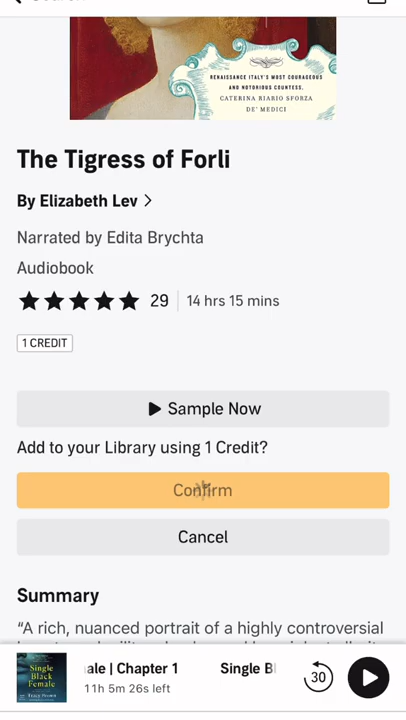 RENAISSANCE ITALY'S MOST COURAGEOUS
AND NOTORIOUS COUNTESS,
CATERINA RIARIO SFORZA
DE' MEDICI
The Tigress of Forli
By Elizabeth Lev >
Narrated by Edita Brychta
Audiobook
29 | 14 hrs 15 mins
1 CREDIT
Sample Now
Add to your Library using 1 Credit?
Confirm
Cancel
Summary
“A rich, nuanced portrait of a highly controversial
ale | Chapter 1 Single Bl
11h 5m 26s left
30
Single
Black
Female